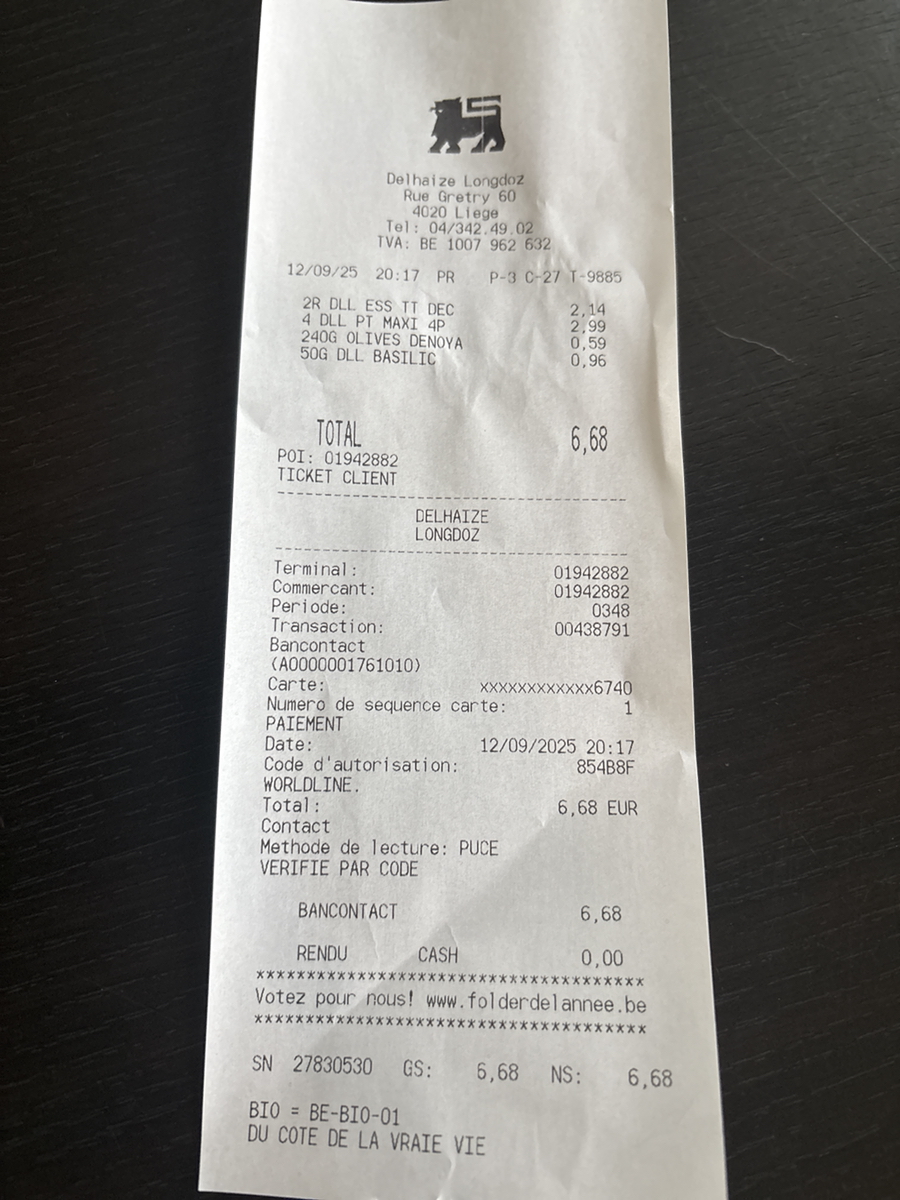 Delhaize Longdoz
Rue Gretry 60
4020 Liege
Tel: 04/342.49.02
TVA: BE 1007 962 632
12/09/25 20:17 PR P-3 C-27 T-9885
2R DLL ESS TT DEC 2,14
4 DLL PT MAXI 4P 2,99
240G OLIVES DENOYA 0,59
50G DLL BASILIC 0,96
TOTAL 6,68
POI: 01942882
TICKET CLIENT
------------------------------------
DELHAIZE
LONGDOZ
------------------------------------
Terminal: 01942882
Commercant: 01942882
Periode: 0348
Transaction: 00438791
Bancontact
(A0000001761010)
Carte: xxxxxxxxxxxx6740
Numero de sequence carte: 1
PAIEMENT
Date: 12/09/2025 20:17
Code d'autorisation: 854B8F
WORLDLINE.
Total: 6,68 EUR
Contact
Methode de lecture: PUCE
VERIFIE PAR CODE
BANCONTACT 6,68
RENDU CASH 0,00
***************************************
Votez pour nous! www.folderdelannee.be
***************************************
SN 27830530 GS: 6,68 NS: 6,68
BIO = BE-BIO-01
DU COTE DE LA VRAIE VIE